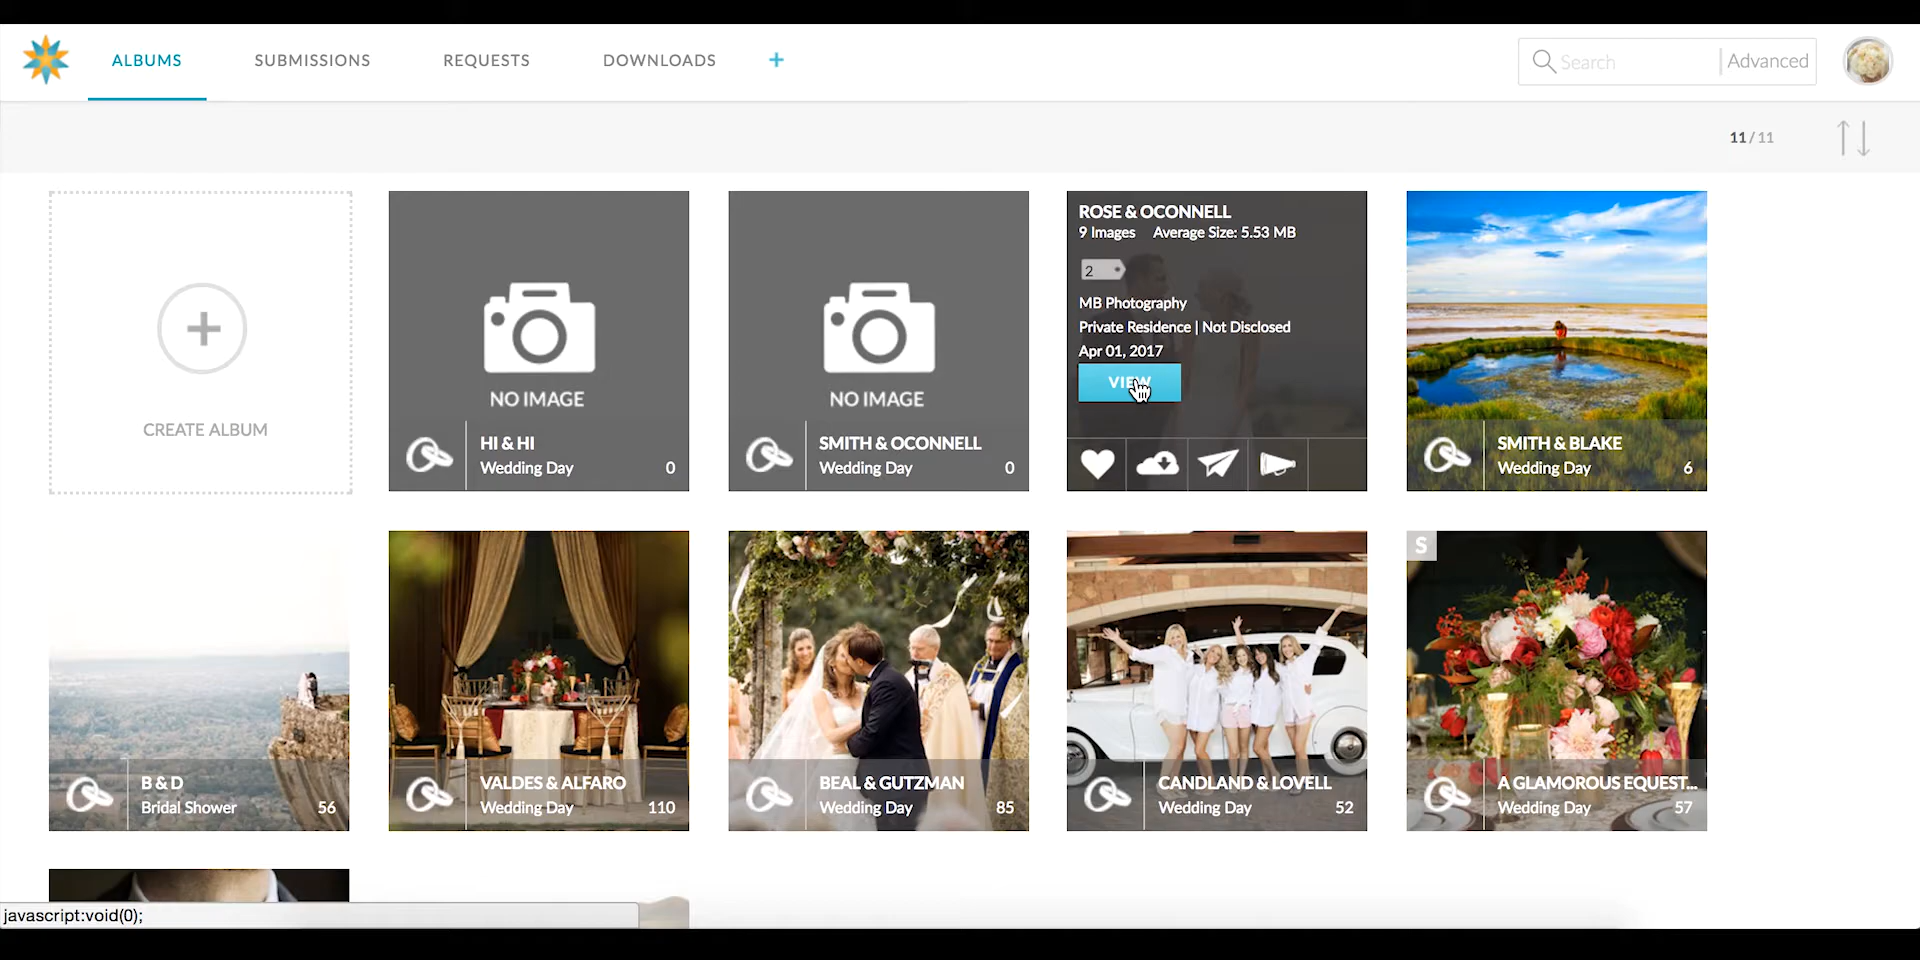 ALBUMS
SUBMISSIONS
REQUESTS
DOWNLOADS
+
Search
Advanced
11/11
CREATE ALBUM
NO IMAGE
HI & HI
Wedding Day 0
NO IMAGE
SMITH & OCONNELL
Wedding Day 0
ROSE & OCONNELL
9 Images Average Size: 5.53 MB
2
MB Photography
Private Residence | Not Disclosed
Apr 01, 2017
VIEW
SMITH & BLAKE
Wedding Day 6
B & D
Bridal Shower 56
VALDES & ALFARO
Wedding Day 110
BEAL & GUTZMAN
Wedding Day 85
CANDLAND & LOVELL
Wedding Day 52
S
A GLAMOROUS EQUEST...
Wedding Day 57
javascript:void(0);